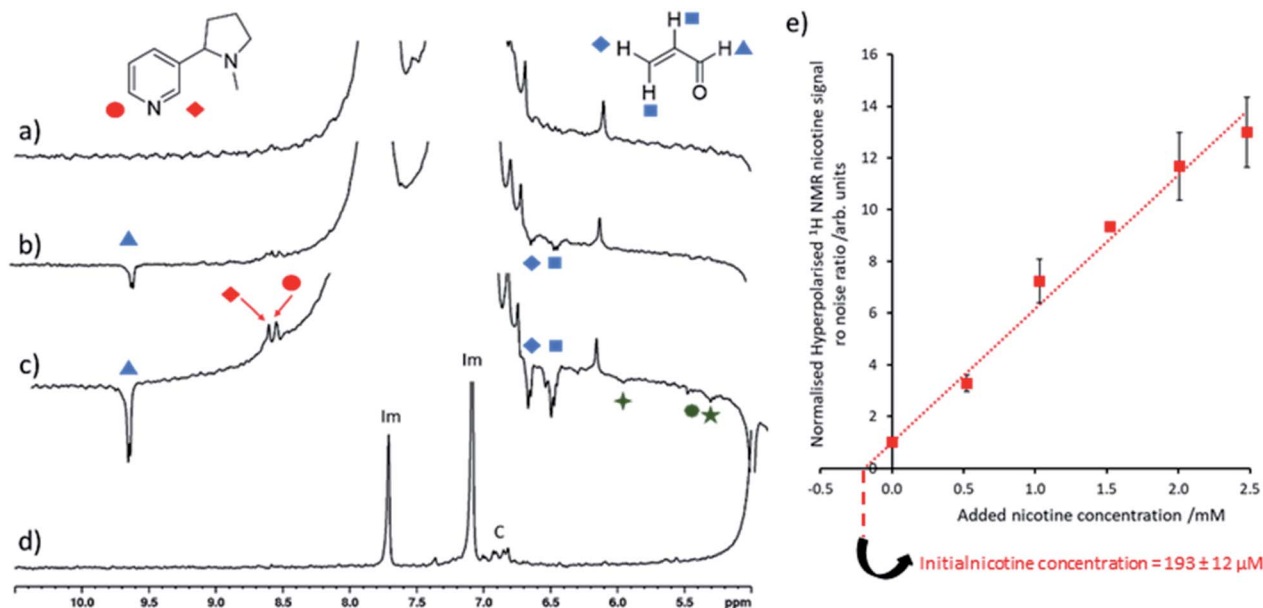 e)
H
H
H
H
O
N
N
a)
b)
c)
d)
Im
Im
C
10.0 9.5 9.0 8.5 8.0 7.5 7.0 6.5 6.0 5.5 ppm
Normalised Hyperpolarised ¹H NMR nicotine signal
ro noise ratio /arb. units
16
14
12
10
8
6
4
2
0
-0.5 0.0 0.5 1.0 1.5 2.0 2.5
Added nicotine concentration /mM
Initialnicotine concentration = 193 ± 12 µM